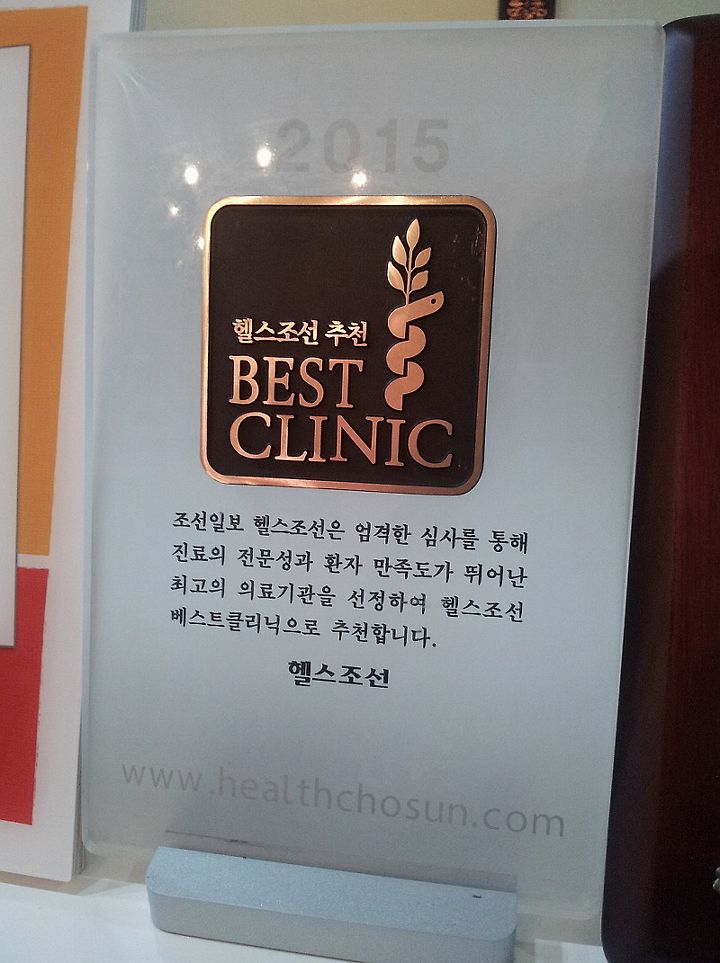 2015
헬스조선 추천
BEST
CLINIC
조선일보 헬스조선은 엄격한 심사를 통해
진료의 전문성과 환자 만족도가 뛰어난
최고의 의료기관을 선정하여 헬스조선
베스트클리닉으로 추천합니다.
헬스조선
www.healthchosun.com